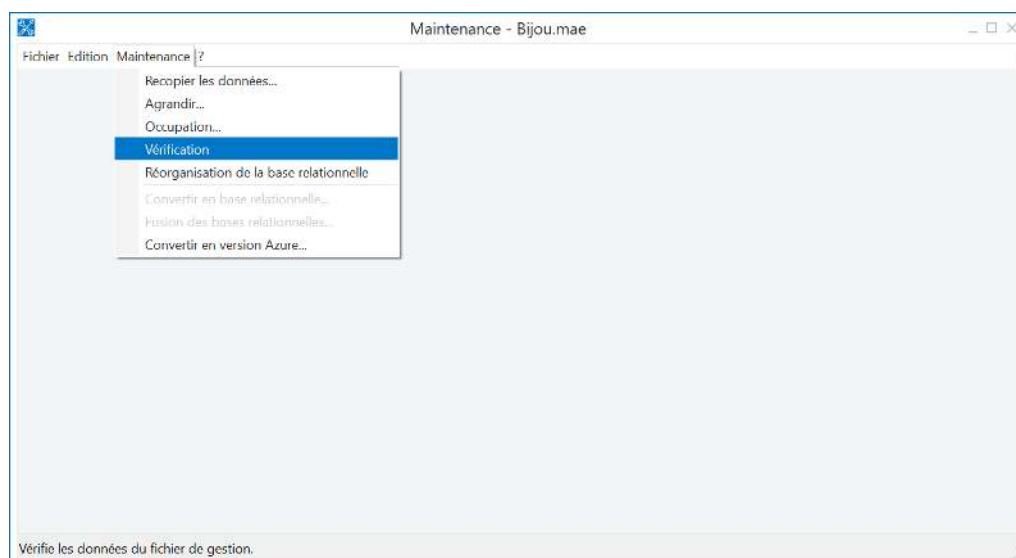 Maintenance - Bijou.mae
Fichier Edition Maintenance ?
Recopier les données...
Agrandir...
Occupation...
Vérification
Réorganisation de la base relationnelle
Convertir en base relationnelle...
Fusion des bases relationnelles...
Convertir en version Azure...
Vérifie les données du fichier de gestion.